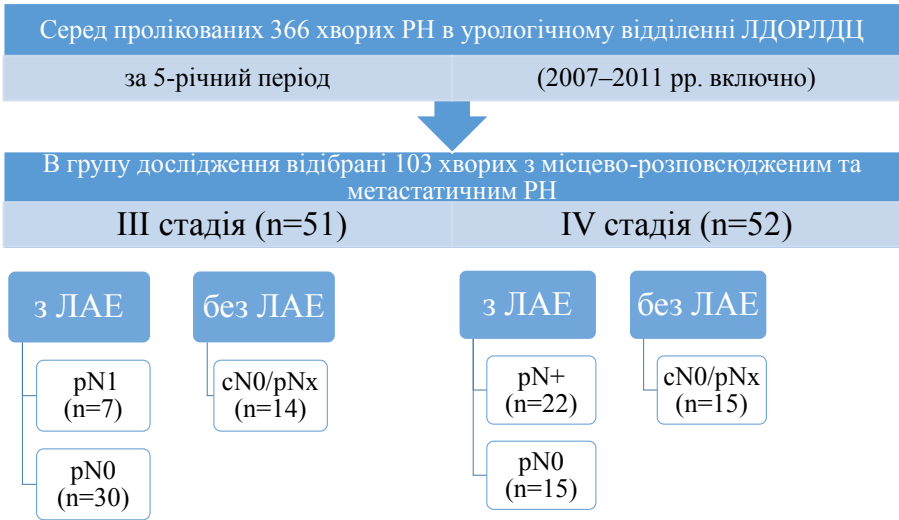 Серед пролікованих 366 хворих РН в урологічному відділенні ЛДОРЛДЦ
за 5-річний період
(2007–2011 рр. включно)
В групу дослідження відібрані 103 хворих з місцево-розповсюдженим та
метастатичним РН
III стадія (n=51)
IV стадія (n=52)
з ЛАЕ
без ЛАЕ
з ЛАЕ
без ЛАЕ
pN1
(n=7)
cN0/pNx
(n=14)
pN+
(n=22)
cN0/pNx
(n=15)
pN0
(n=30)
pN0
(n=15)